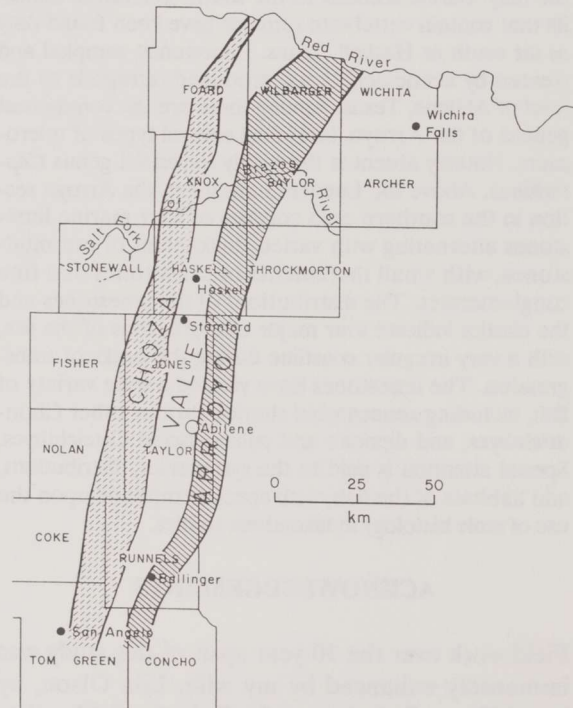 Red River
FOARD
WILBARGER
WICHITA
Wichita
Falls
KNOX
Brazos
River
BAYLOR
ARCHER
Salt Fork
of
STONEWALL
HASKELL
THROCKMORTON
Haskell
Stamford
CHOZA
VALE
ARROYO
FISHER
JONES
Abilene
NOLAN
TAYLOR
0 25 50
km
COKE
RUNNELS
Ballinger
San Angelo
TOM GREEN
CONCHO